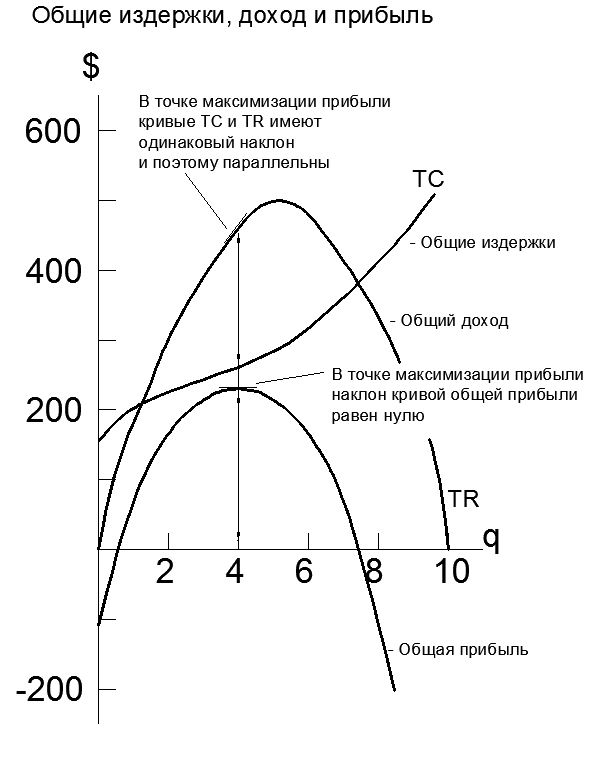 Общие издержки, доход и прибыль
$
В точке максимизации прибыли
кривые TC и TR имеют
одинаковый наклон
и поэтому параллельны
600
TC
- Общие издержки
400
- Общий доход
В точке максимизации прибыли
наклон кривой общей прибыли
равен нулю
200
TR
q
2 4 6 8 10
- Общая прибыль
-200